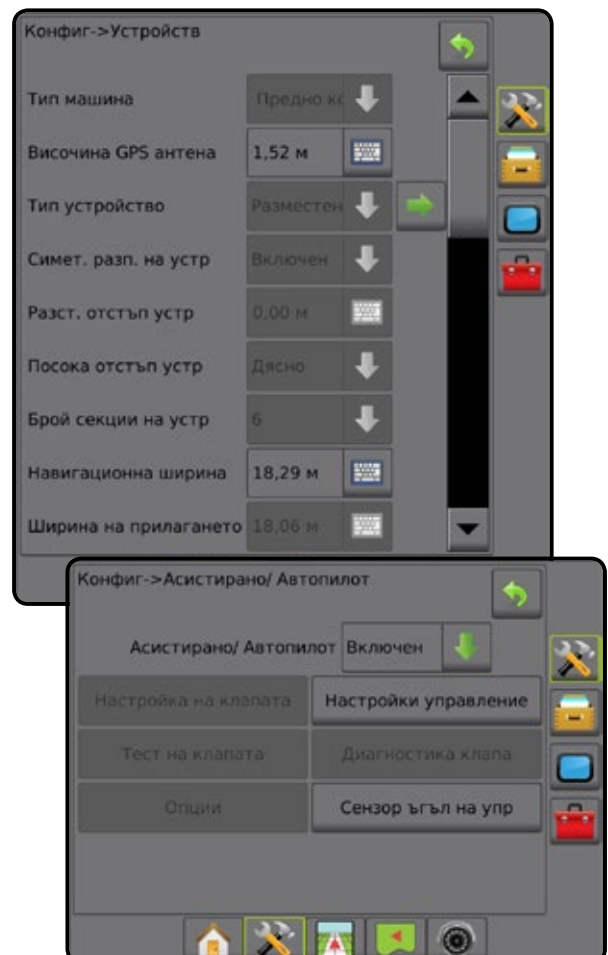 Конфиг->Устройств
Тип машина Предно кс
Височина GPS антена 1,52 м
Тип устройство Разместен
Симет. разп. на устр Включен
Разст. отстъп устр 0,00 м
Посока отстъп устр Дясно
Брой секции на устр 6
Навигационна ширина 18,29 м
Ширина на прилагането 18,06 м
Конфиг->Асистирано/ Автопилот
Асистирано/ Автопилот Включен
Настройка на клапата Настройки управление
Тест на клапата Диагностика клапа
Опции Сензор ъгъл на упр